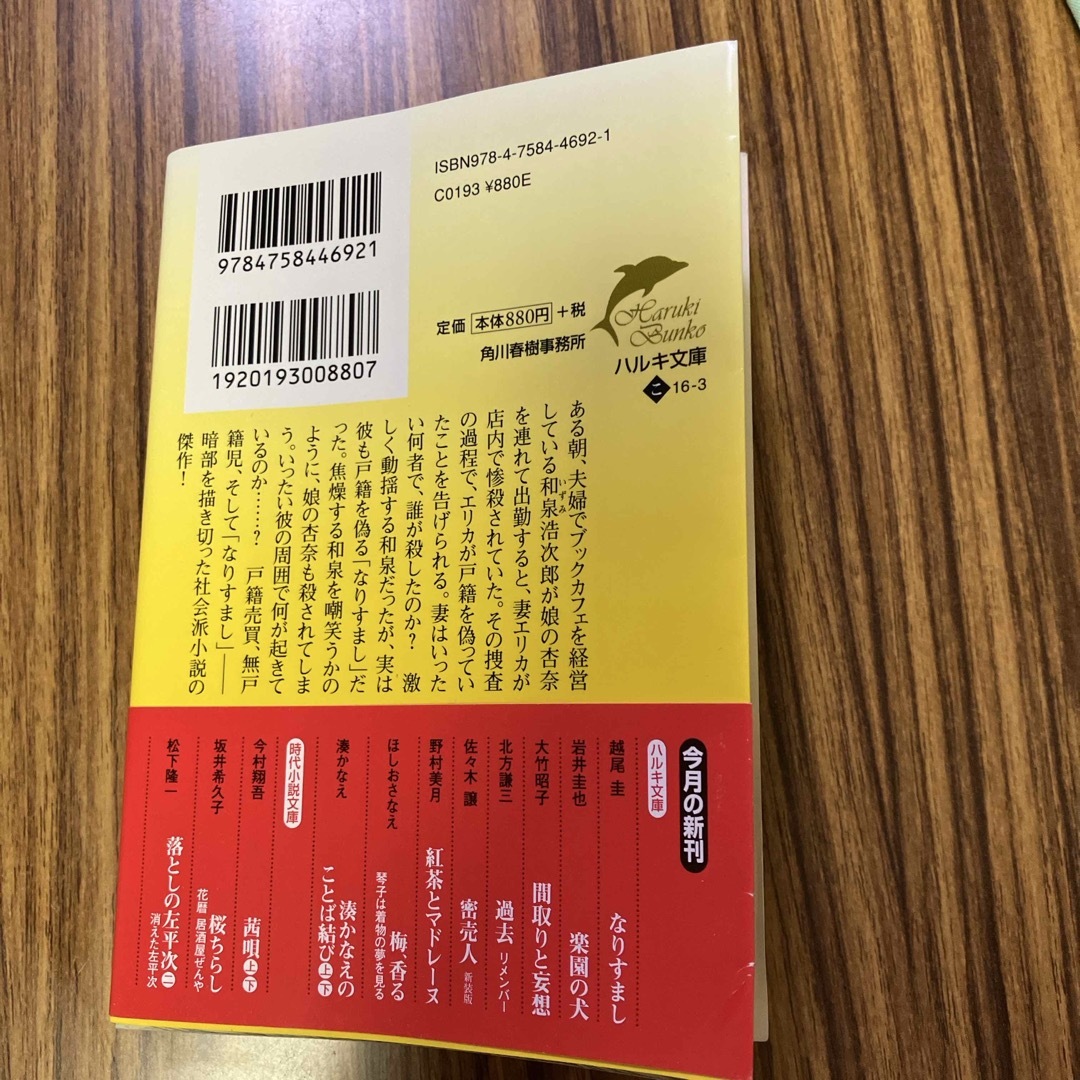 ISBN978-4-7584-4692-1
C0193 ¥880E
9784758446921
1920193008807
定価 本体880円 +税
角川春樹事務所
Haruki
Bunko
ハルキ文庫
こ 16-3
ある朝、夫婦でブックカフェを経営
している和泉浩次郎が娘の杏奈
いずみ
を連れて出勤すると、妻エリカが
店内で惨殺されていた。その捜査
の過程で、エリカが戸籍を偽ってい
たことを告げられる。妻はいった
い何者で、誰が殺したのか? 激
しく動揺する和泉だったが、実は
彼も戸籍を偽る「なりすまし」だ
った。焦燥する和泉を嘲笑うかの
ように、娘の杏奈も殺されてしま
う。いったい彼の周囲で何が起きて
いるのか……? 戸籍売買、無戸
籍児、そして「なりすまし」――
暗部を描き切った社会派小説の
傑作!
今月の新刊
ハルキ文庫
越尾 圭 なりすまし
岩井圭也 楽園の犬
大竹昭子 間取りと妄想
北方謙三 過去 リメンバー
佐々木 譲 密売人 新装版
野村美月 紅茶とマドレーヌ
ほしおさなえ 梅、香る
琴子は着物の夢を見る
湊かなえ 湊かなえの
ことば結び 上 下
時代小説文庫
今村翔吾 茜唄 上 下
坂井希久子 桜ちらし
花暦 居酒屋ぜんや
松下隆一 落としの左平次 二
消えた左平次